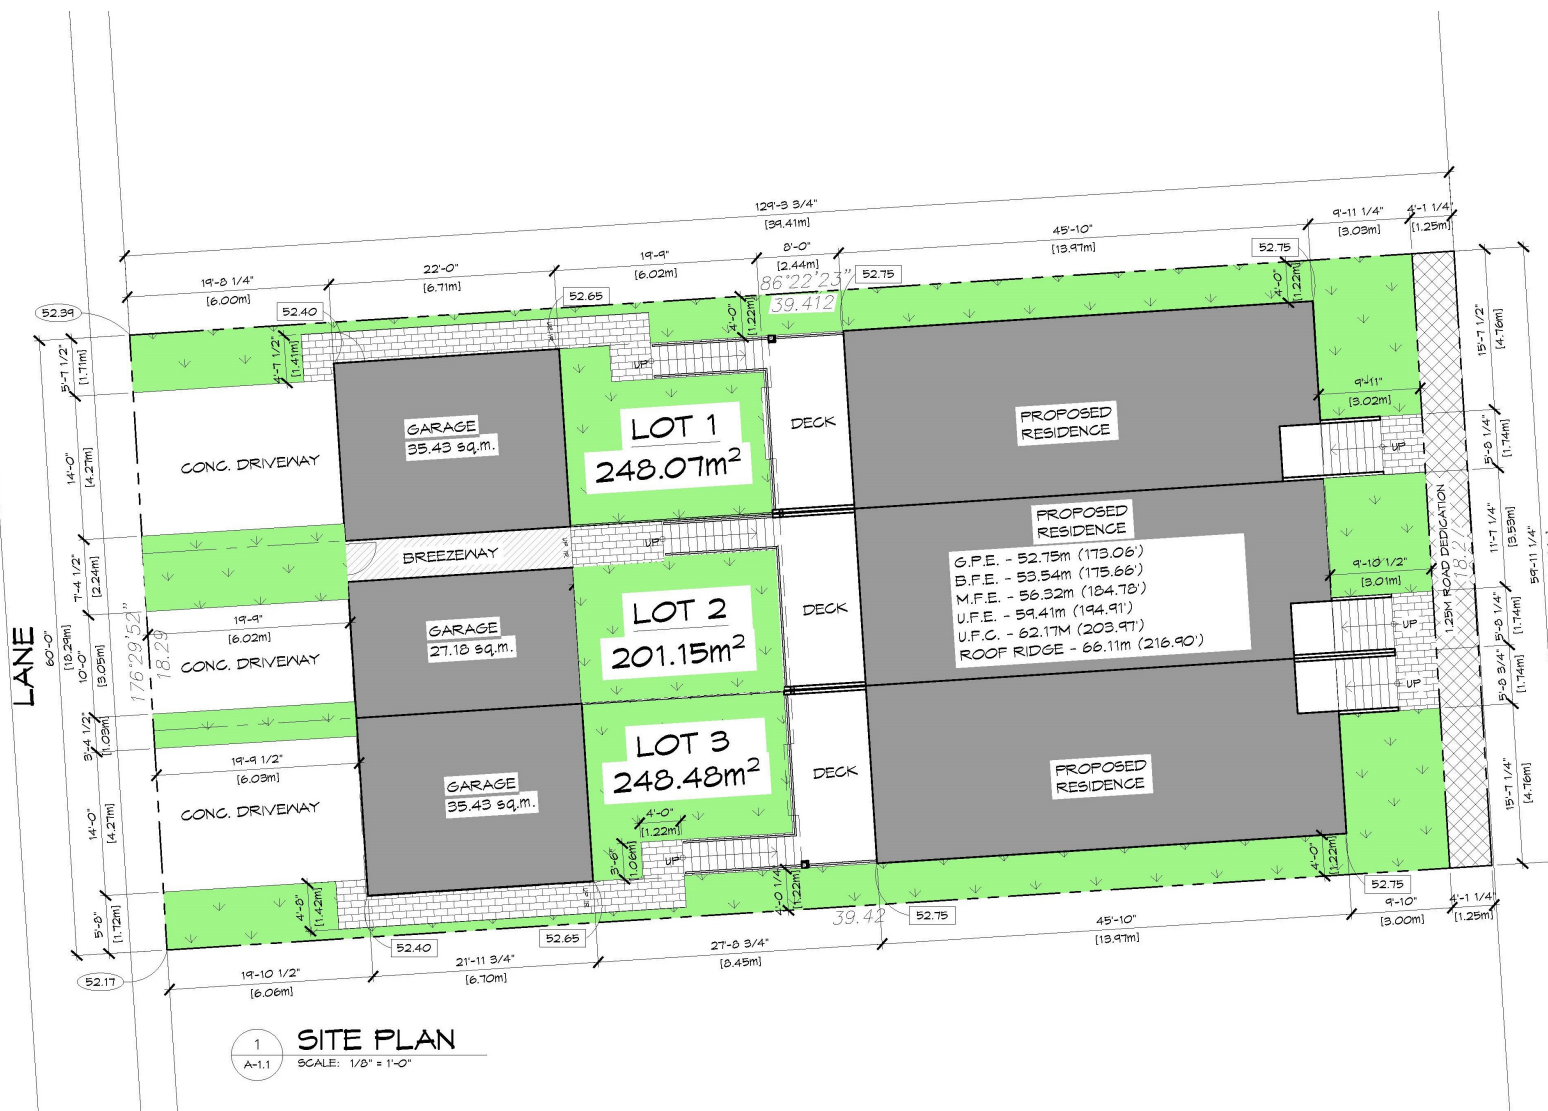 129'-3 3/4"
[39.41m]
19'-8 1/4"
[6.00m]
22'-0"
[6.71m]
19'-9"
[6.02m]
8'-0"
[2.44m]
45'-10"
[13.97m]
9'-11 1/4"
[3.03m]
4'-1 1/4"
[1.25m]
86°22'23"
39.412
52.39
52.40
52.65
52.75
52.75
4'-0"
[1.22m]
4'-0"
[1.22m]
5'-7 1/2"
[1.71m]
4'-7 1/2"
[1.41m]
15'-7 1/2"
[4.76m]
UP 1R
UP
GARAGE
35.43 sq.m.
LOT 1
248.07m²
DECK
PROPOSED
RESIDENCE
9'-11"
[3.02m]
UP
5'-8 1/4"
[1.74m]
CONC. DRIVEWAY
14'-0"
[4.27m]
BREEZEWAY
UP 1R
UP
PROPOSED
RESIDENCE
G.P.E. - 52.75m (173.06')
B.F.E. - 53.54m (175.66')
M.F.E. - 56.32m (184.78')
U.F.E. - 59.41m (194.91')
U.F.C. - 62.17M (203.97')
ROOF RIDGE - 66.11m (216.90')
1.25M ROAD DEDICATION
11'-7 1/4"
[3.53m]
59'-11 1/4"
9'-10 1/2"
[3.01m]
7'-4 1/2"
[2.24m]
LANE
60'-0"
[18.29m]
176°29'52"
18.29
19'-9"
[6.02m]
CONC. DRIVEWAY
10'-0"
[3.05m]
GARAGE
27.18 sq.m.
LOT 2
201.15m²
DECK
UP
5'-8 1/4"
[1.74m]
UP
5'-8 3/4"
[1.74m]
3'-4 1/2"
[1.03m]
19'-9 1/2"
[6.03m]
CONC. DRIVEWAY
14'-0"
[4.27m]
GARAGE
35.43 sq.m.
LOT 3
248.48m²
DECK
PROPOSED
RESIDENCE
15'-7 1/4"
[4.76m]
4'-0"
[1.22m]
3'-6"
[1.06m]
UP
UP 1R
4'-8"
[1.42m]
5'-8"
[1.72m]
4'-0 1/4"
[1.22m]
4'-0"
[1.22m]
39.42
52.17
52.40
52.65
52.75
52.75
19'-10 1/2"
[6.06m]
21'-11 3/4"
[6.70m]
27'-8 3/4"
[8.45m]
45'-10"
[13.97m]
9'-10"
[3.00m]
4'-1 1/4"
[1.25m]
1
A-1.1
SITE PLAN
SCALE: 1/8" = 1'-0"